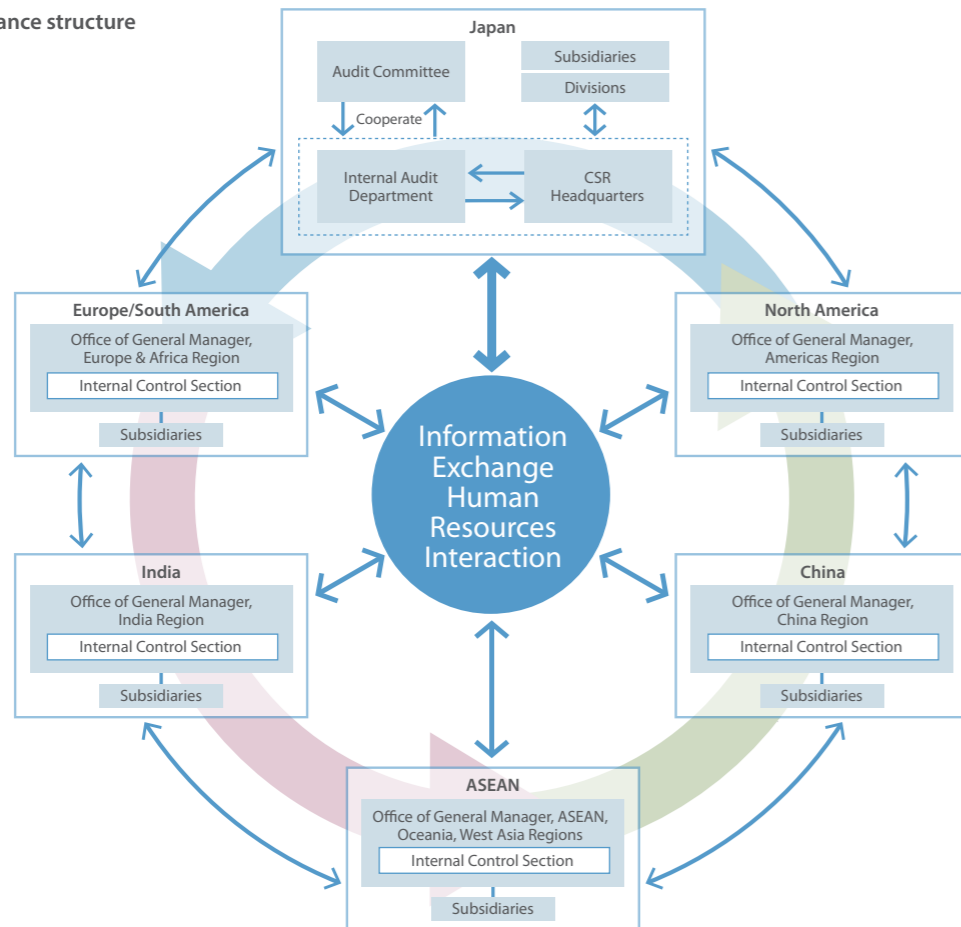 ance structure
Japan
Audit Committee
Subsidiaries
Divisions
Cooperate
Internal Audit
Department
CSR
Headquarters
Europe/South America
Office of General Manager,
Europe & Africa Region
Internal Control Section
Subsidiaries
North America
Office of General Manager,
Americas Region
Internal Control Section
Subsidiaries
Information
Exchange
Human
Resources
Interaction
India
Office of General Manager,
India Region
Internal Control Section
Subsidiaries
China
Office of General Manager,
China Region
Internal Control Section
Subsidiaries
ASEAN
Office of General Manager, ASEAN,
Oceania, West Asia Regions
Internal Control Section
Subsidiaries